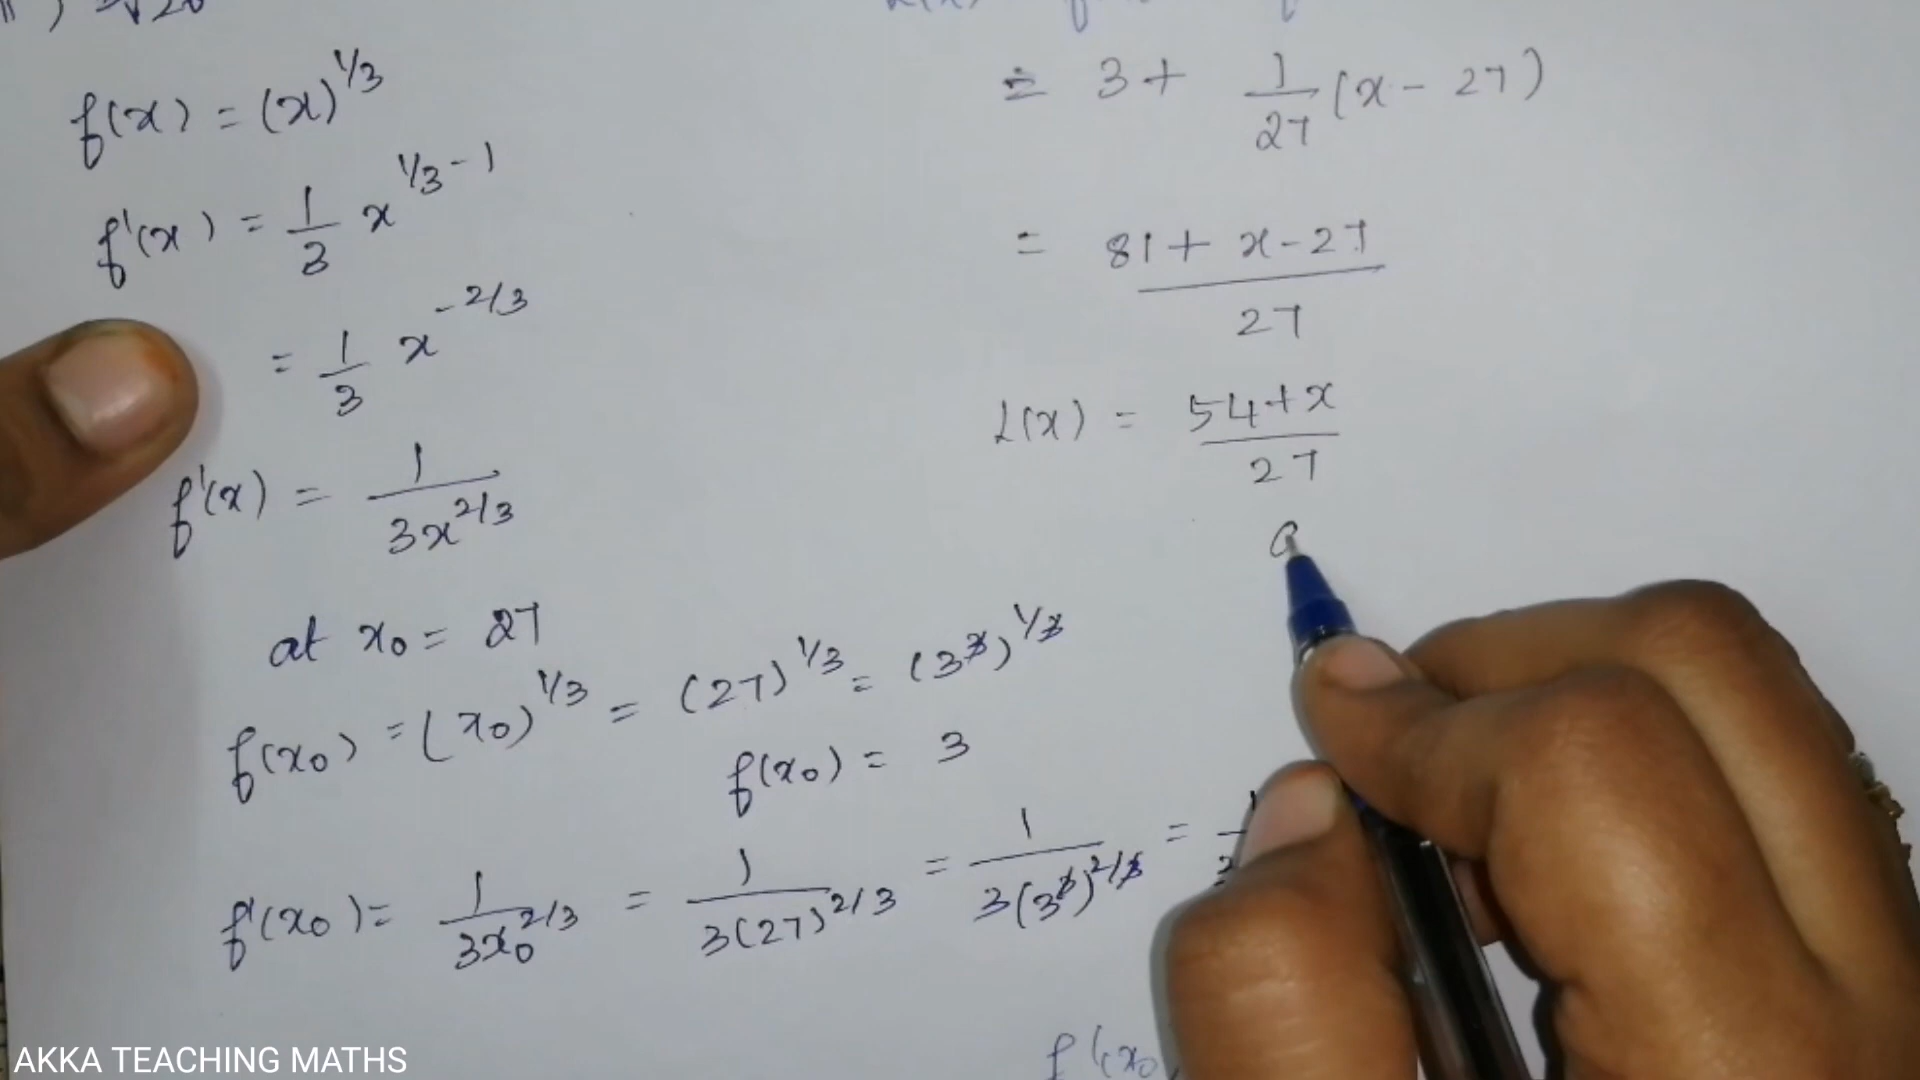 f(x) = (x)^1/3
f'(x) = 1/3 x^1/3 - 1
= 1/3 x^-2/3
f'(x) = 1/3x^2/3
at x₀ = 27
f(x₀) = (x₀)^1/3 = (27)^1/3 = (3^3)^1/3
f(x₀) = 3
f'(x₀) = 1/3x₀^2/3 = 1/3(27)^2/3 = 1/3(3^3)^2/3 =
= 3 + 1/27 (x - 27)
= 81 + x - 27/27
L(x) = 54 + x/27
AKKA TEACHING MATHS